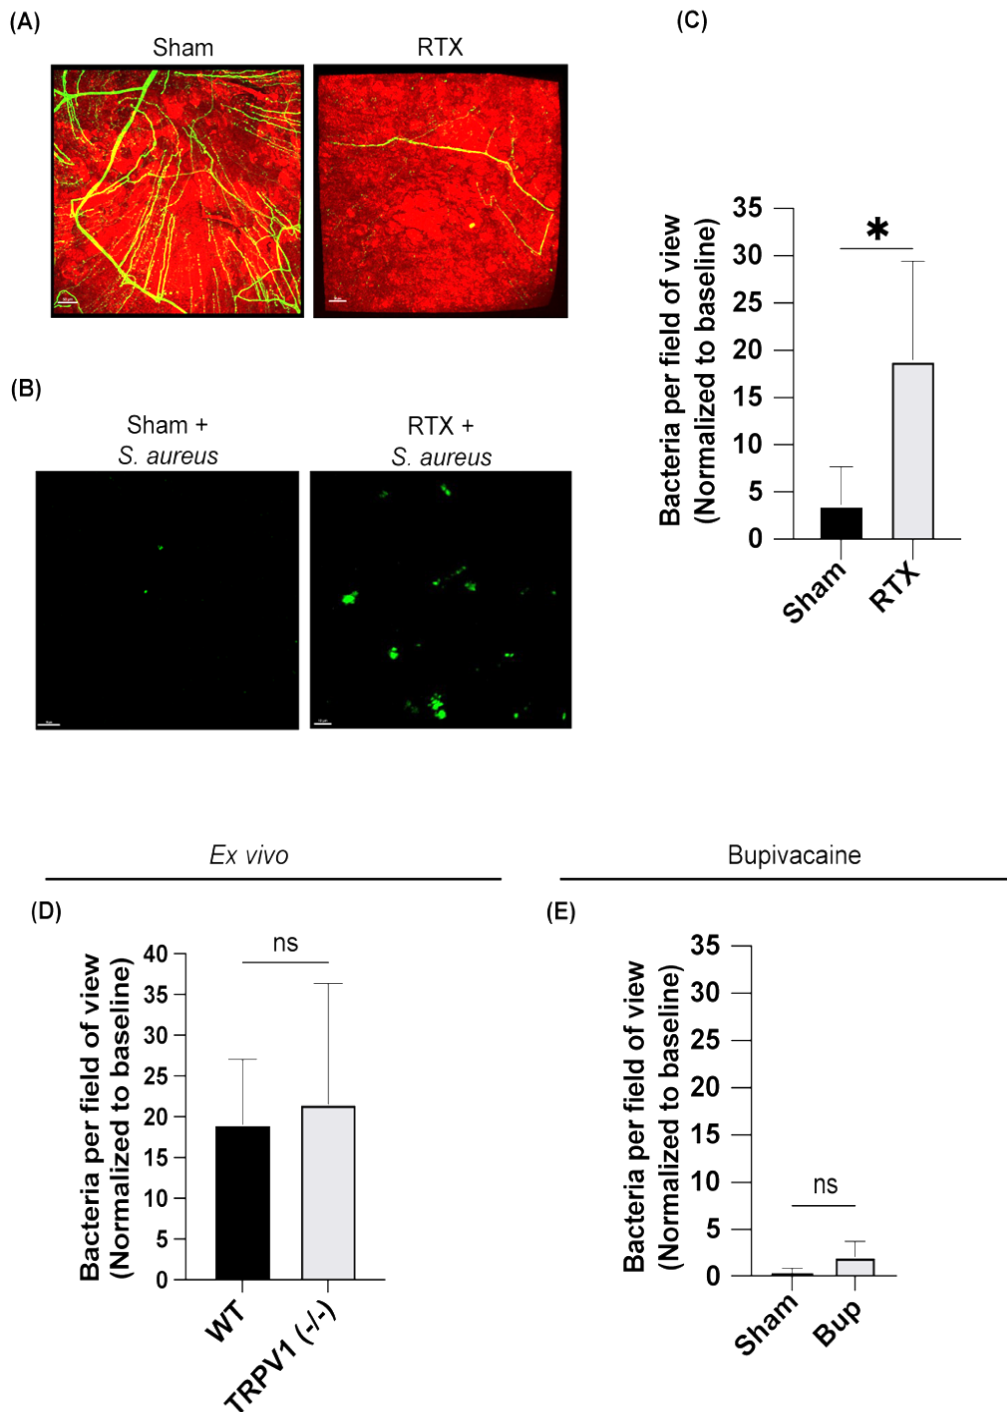 (A)
Sham
RTX
(B)
Sham +
S. aureus
RTX +
S. aureus
(C)
Bacteria per field of view
(Normalized to baseline)
35
30
25
20
15
10
5
0
*
Sham
RTX
Ex vivo
(D)
Bacteria per field of view
(Normalized to baseline)
40
35
30
25
20
15
10
5
0
ns
WT
TRPV1 (-/-)
Bupivacaine
(E)
Bacteria per field of view
(Normalized to baseline)
35
30
25
20
15
10
5
0
ns
Sham
Bup